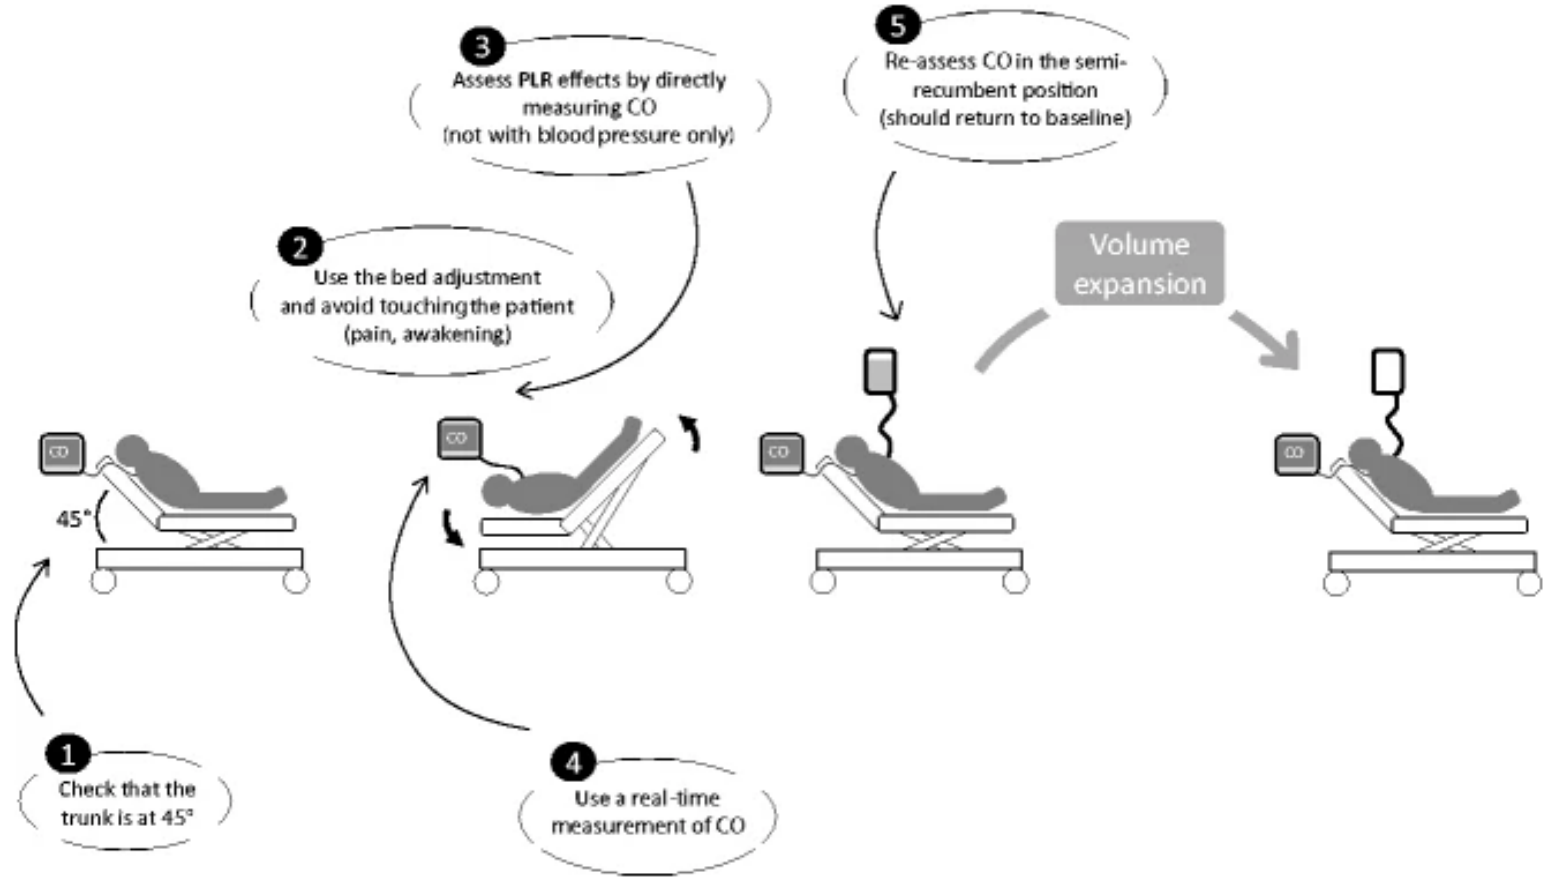 1
Check that the
trunk is at 45°
45°
CO
2
Use the bed adjustment
and avoid touching the patient
(pain, awakening)
3
Assess PLR effects by directly
measuring CO
(not with blood pressure only)
CO
4
Use a real-time
measurement of CO
5
Re-assess CO in the semi-
recumbent position
(should return to baseline)
CO
Volume
expansion
CO